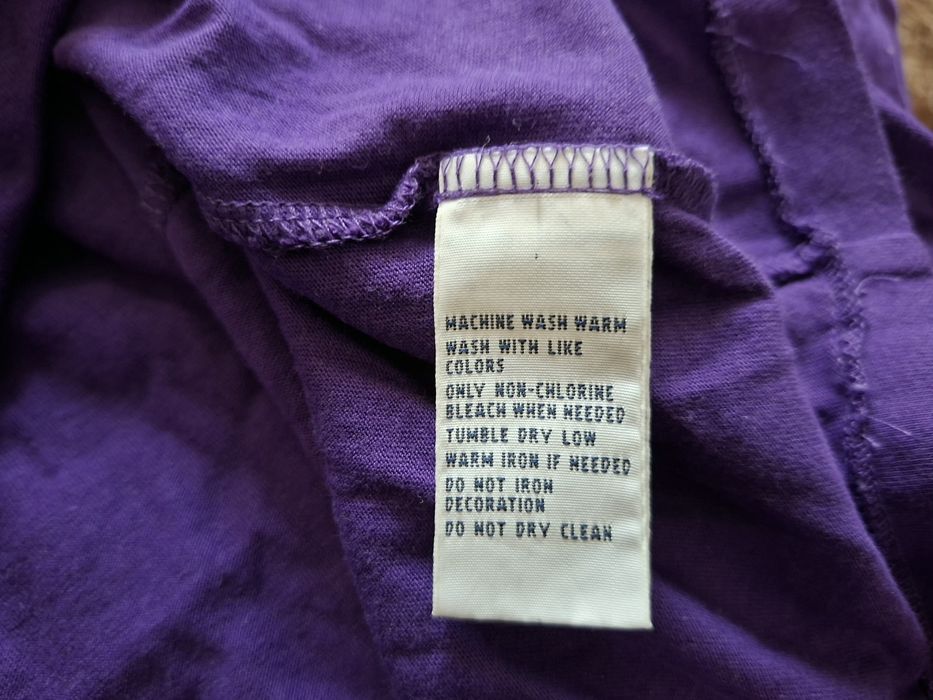 MACHINE WASH WARM
WASH WITH LIKE
COLORS
ONLY NON-CHLORINE
BLEACH WHEN NEEDED
TUMBLE DRY LOW
WARM IRON IF NEEDED
DO NOT IRON
DECORATION
DO NOT DRY CLEAN